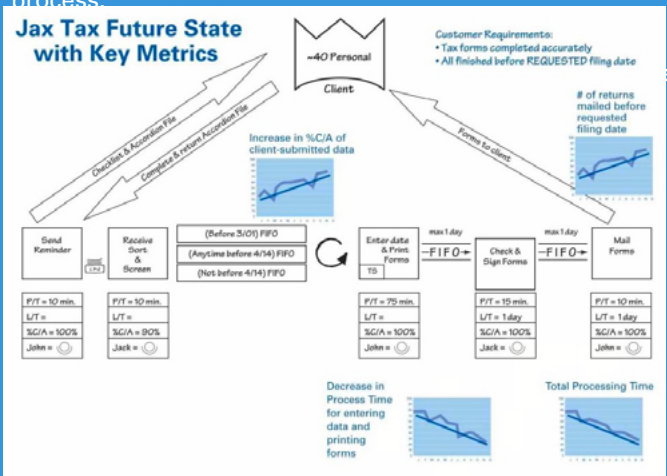 process.
Jax Tax Future State
with Key Metrics
~40 Personal
Client
Customer Requirements:
• Tax forms completed accurately
• All finished before REQUESTED filing date
# of returns
mailed before
requested
filing date
Checklist & Accordion File
Complete & return Accordion File
Increase in %C/A of
client-submitted data
Forms to client
Send
Reminder
IN
Receive
Sort
&
Screen
(Before 3/01) FIFO
(Anytime before 4/14) FIFO
(Not before 4/14) FIFO
Enter date
& Print
Forms
TS
max 1 day
FIFO
Check &
Sign Forms
max 1 day
FIFO
Mail
Forms
P/T = 10 min.
L/T =
%C/A = 100%
John =
P/T = 10 min.
L/T =
%C/A = 90%
Jack =
P/T = 75 min.
L/T =
%C/A = 100%
John =
P/T = 15 min.
L/T = 1 day
%C/A = 100%
Jack =
P/T = 10 min.
L/T = 1 day
%C/A = 100%
John =
Decrease in
Process Time
for entering
data and
printing
forms
Total Processing Time